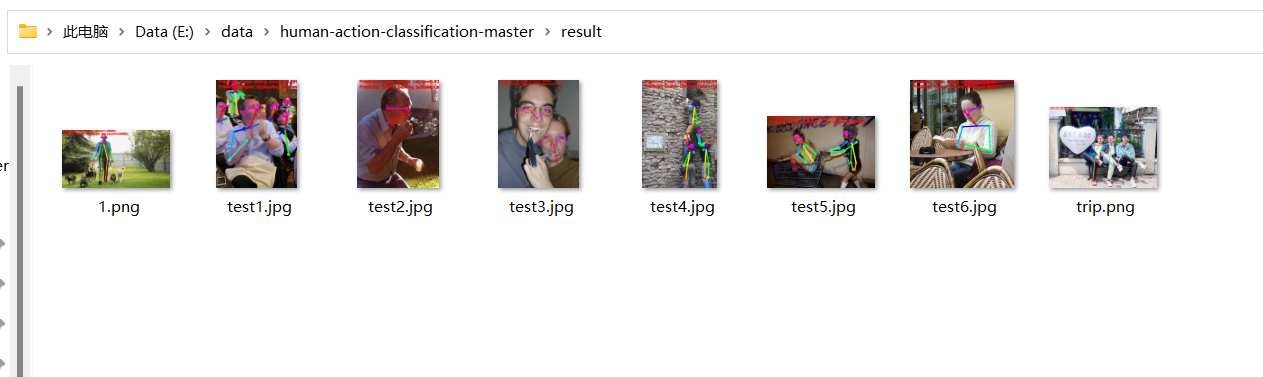 此电脑 > Data (E:) > data > human-action-classification-master > result
er
1.png test1.jpg test2.jpg test3.jpg test4.jpg test5.jpg test6.jpg trip.png